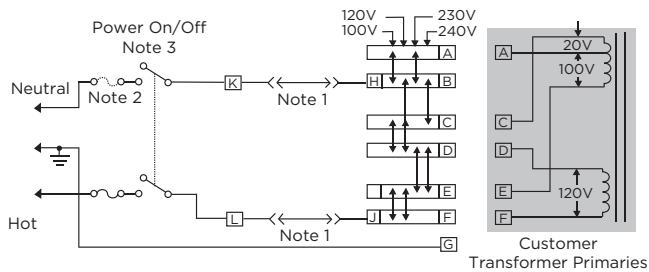 Power On/Off
Note 3
120V
100V
230V
240V
Neutral
Note 2
K
Note 1
H
A
B
C
D
E
J
F
Hot
L
Note 1
G
A
20V
100V
C
D
E
120V
F
Customer
Transformer Primaries